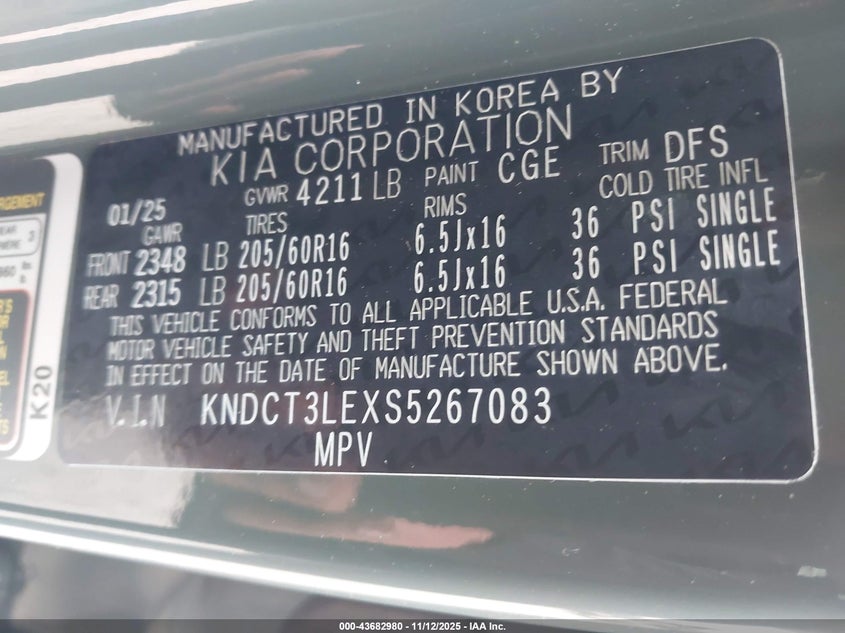 MANUFACTURED IN KOREA BY
KIA CORPORATION
01/25 GVWR 4211 LB PAINT CGE TRIM DFS
GAWR TIRES RIMS COLD TIRE INFL
FRONT 2348 LB 205/60R16 6.5Jx16 36 PSI SINGLE
REAR 2315 LB 205/60R16 6.5Jx16 36 PSI SINGLE
THIS VEHICLE CONFORMS TO ALL APPLICABLE U.S.A. FEDERAL
MOTOR VEHICLE SAFETY AND THEFT PREVENTION STANDARDS
IN EFFECT ON THE DATE OF MANUFACTURE SHOWN ABOVE.
V.I.N KNDCT3LEXS5267083
MPV
K20
000-43682980 - 11/12/2025 - IAA Inc.